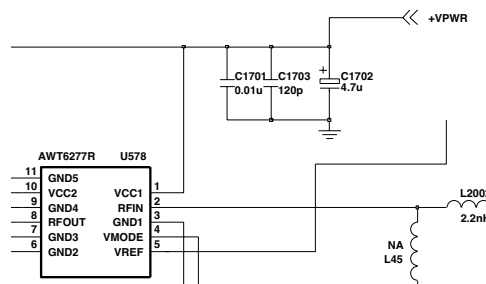 +VPWR
C1701 C1703 C1702
0.01u 120p 4.7u
AWT6277R U578
11 GND5
10 VCC2 VCC1 1
9 GND4 RFIN 2
8 RFOUT GND1 3
7 GND3 VMODE 4
6 GND2 VREF 5
2.2nH
NA
L45